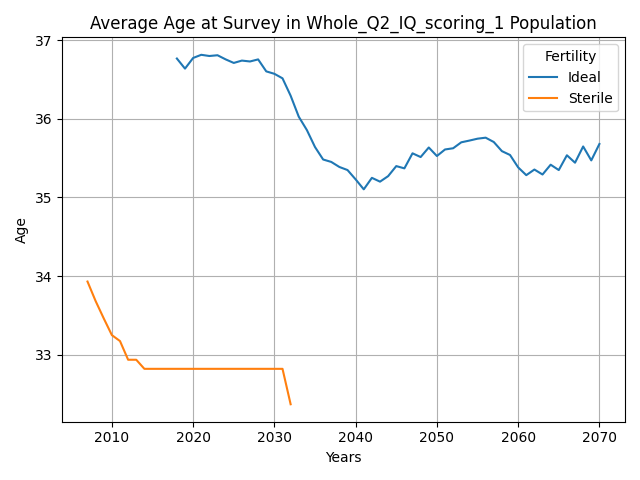 Average Age at Survey in Whole_Q2_IQ_scoring_1 Population
Fertility
Ideal
Sterile
Age
37
36
35
34
33
2010 2020 2030 2040 2050 2060 2070
Years